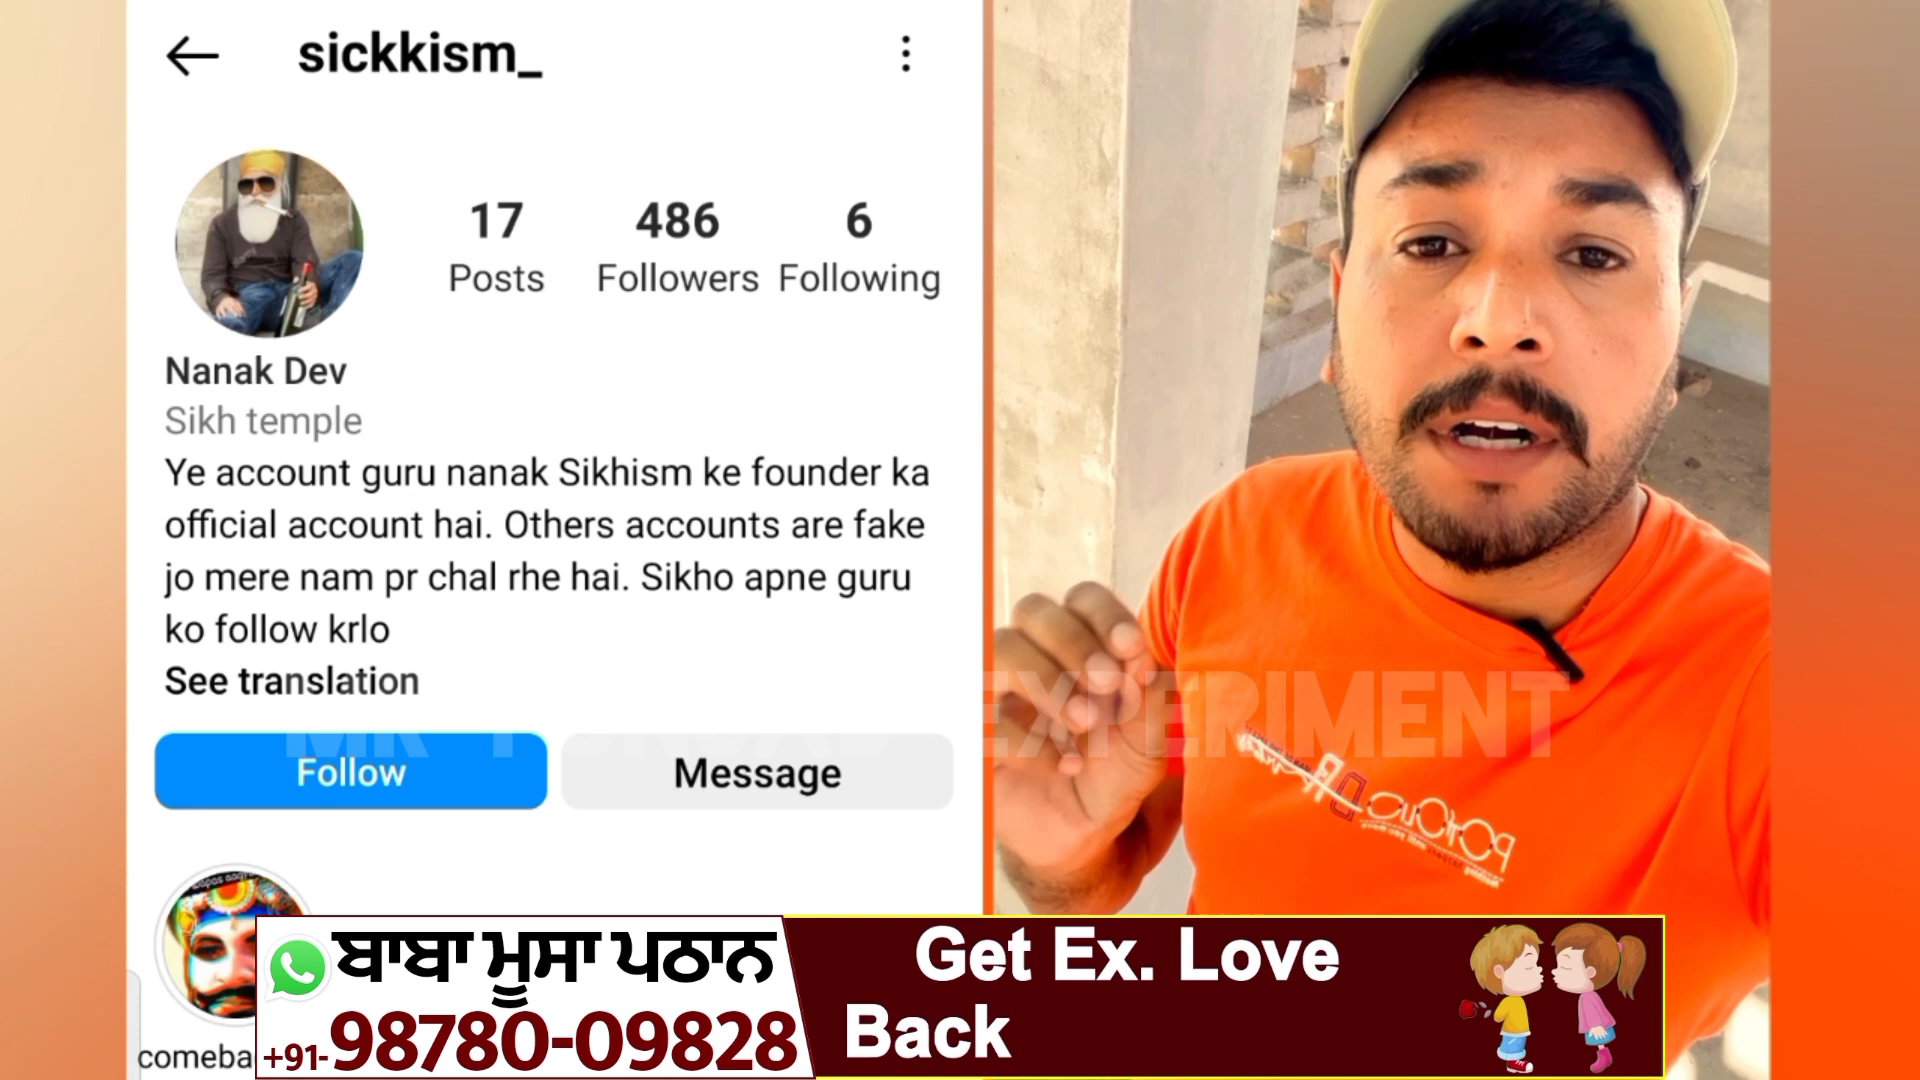 sickkism_
17
486
6
Posts
Followers
Following
Nanak Dev
Sikh temple
Ye account guru nanak Sikhism ke founder ka
official account hai. Others accounts are fake
jo mere nam pr chal rhe hai. Sikho apne guru
ko follow krlo
See translation
EXPERIMENT
Follow
Message
ਬਾਬਾ ਮੂਸਾ ਪਠਾਨ
+91-98780-09828
Get Ex. Love
Back